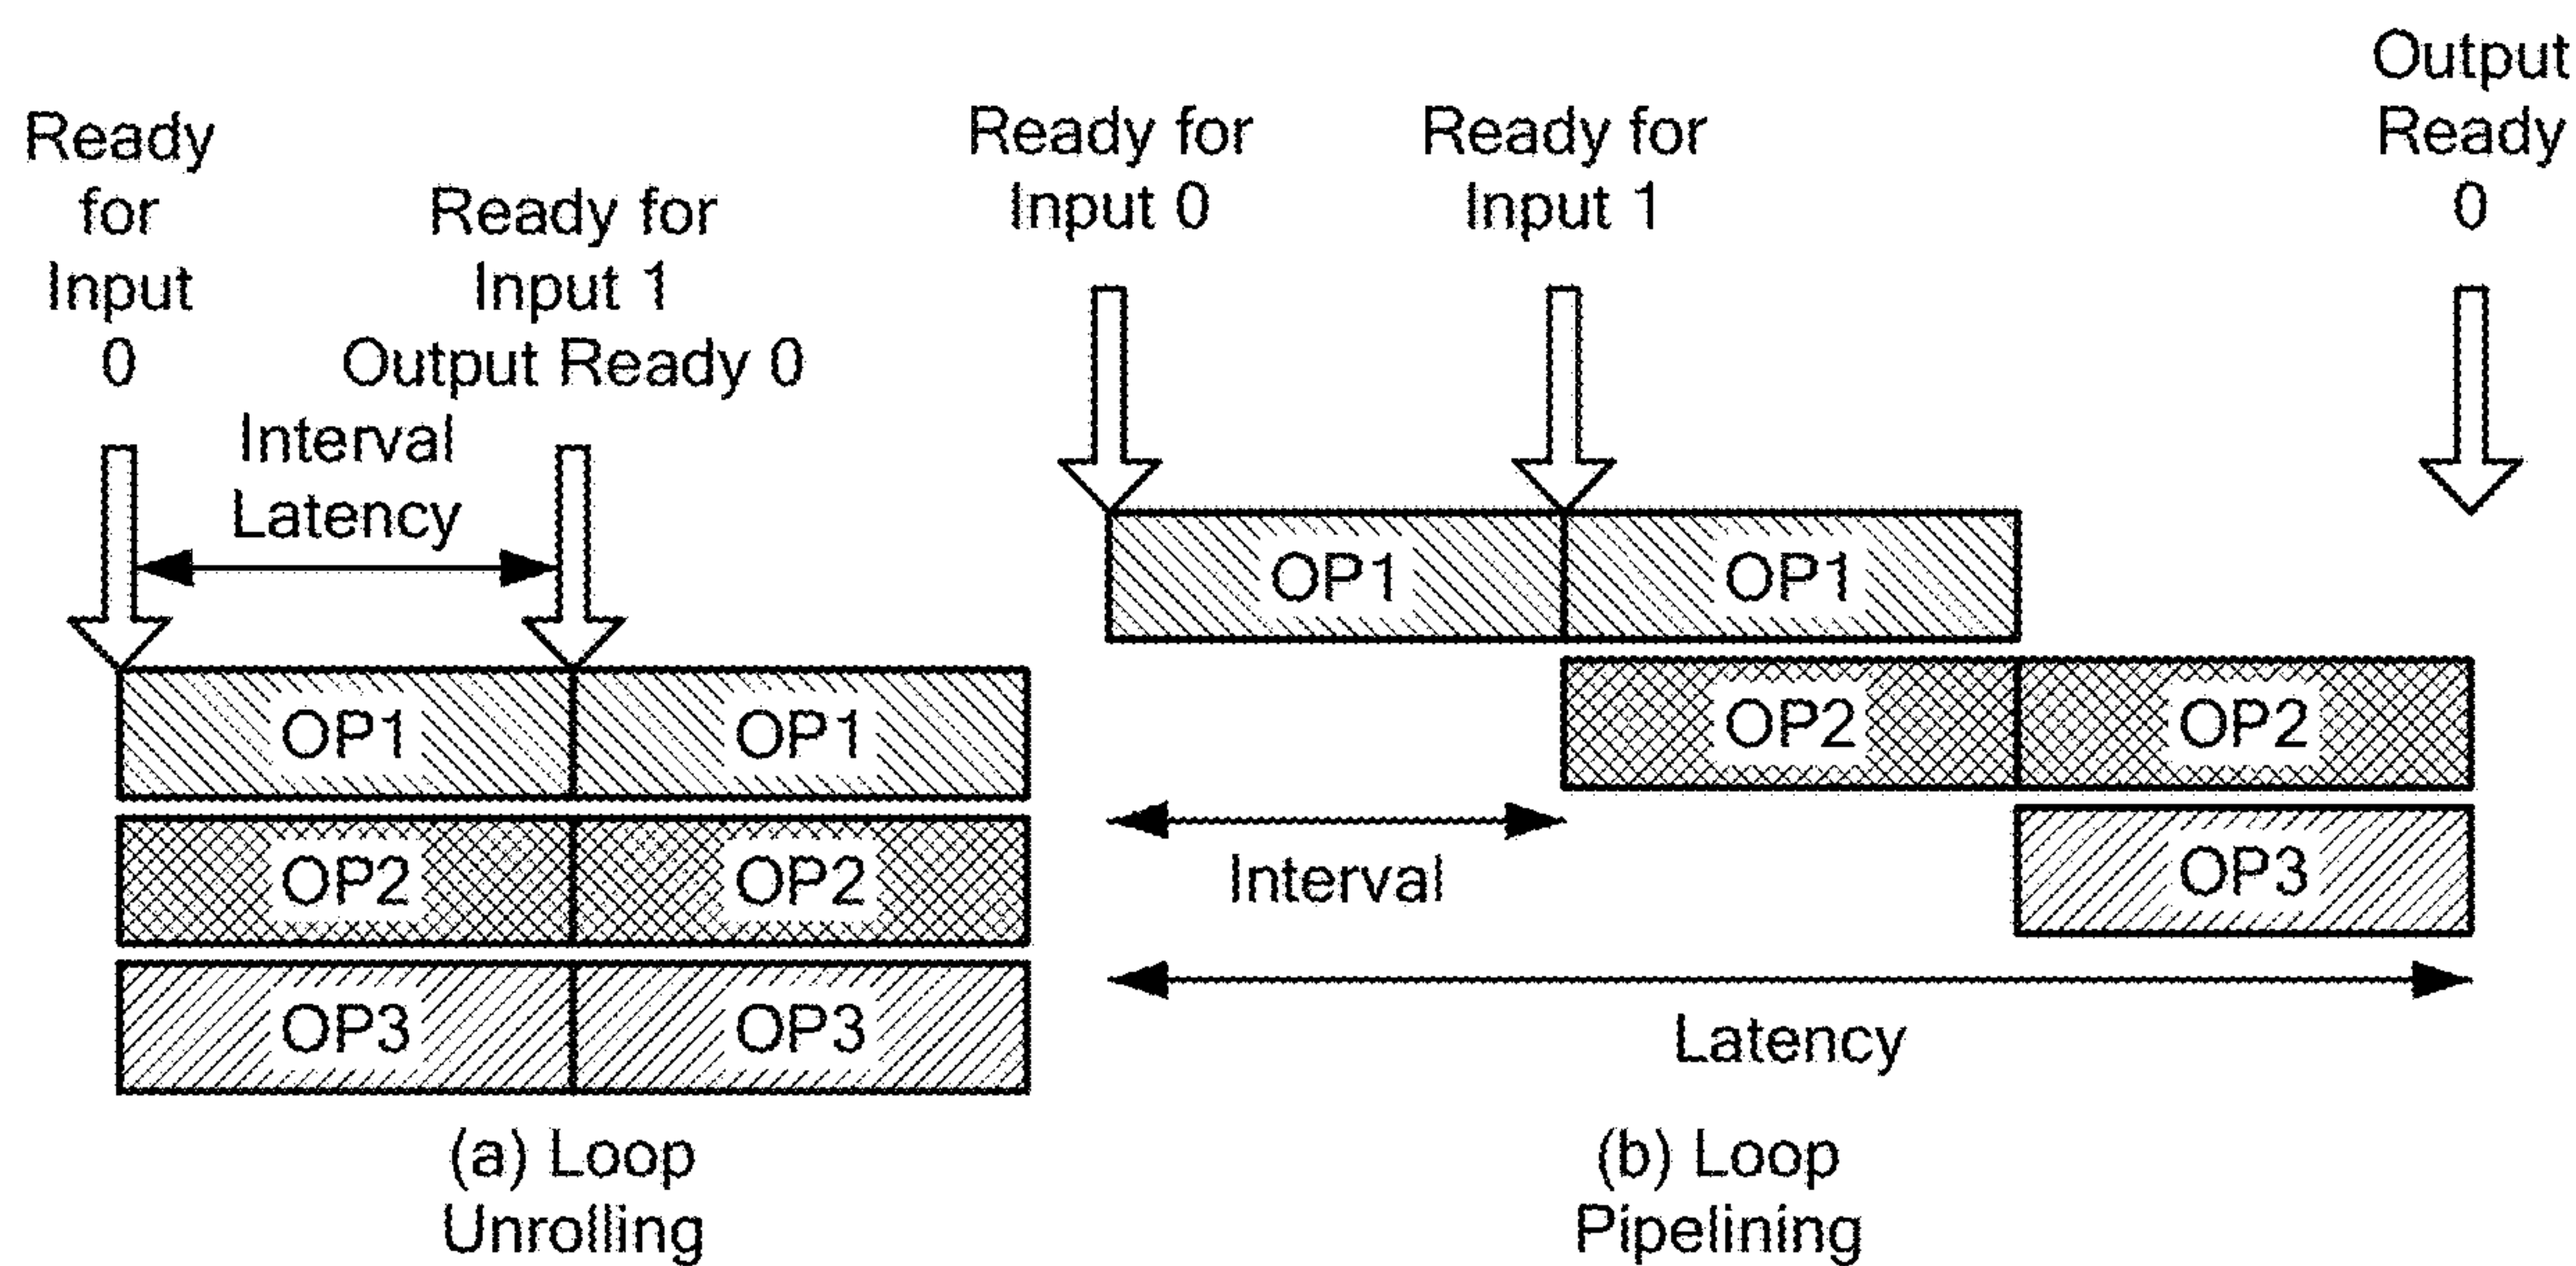 Ready
for
Input
0
Ready for
Input 1
Output Ready 0
Interval
Latency
OP1
OP1
OP2
OP2
OP3
OP3
(a) Loop
Unrolling
Ready for
Input 0
Ready for
Input 1
Output
Ready
0
OP1
OP1
OP2
OP2
Interval
OP3
Latency
(b) Loop
Pipelining